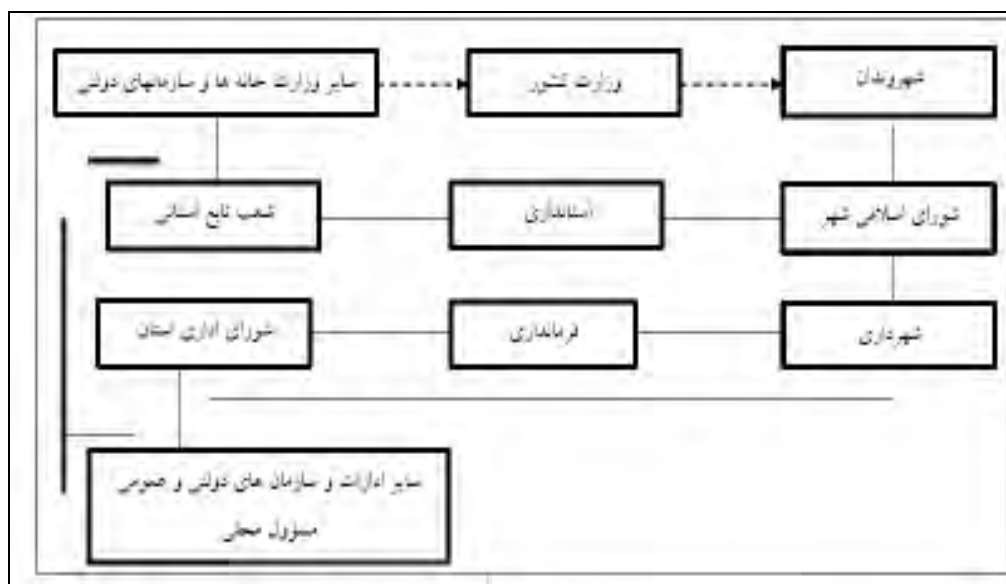 شهروندان
وزارت کشور
سایر وزارت خانه ها و سازمانهای دولتی
شورای اسلامی شهر
استانداری
شعب تابع استانی
شهرداری
فرمانداری
شورای اداری استان
سایر ادارات و سازمان های دولتی و عمومی
مسؤول محلی